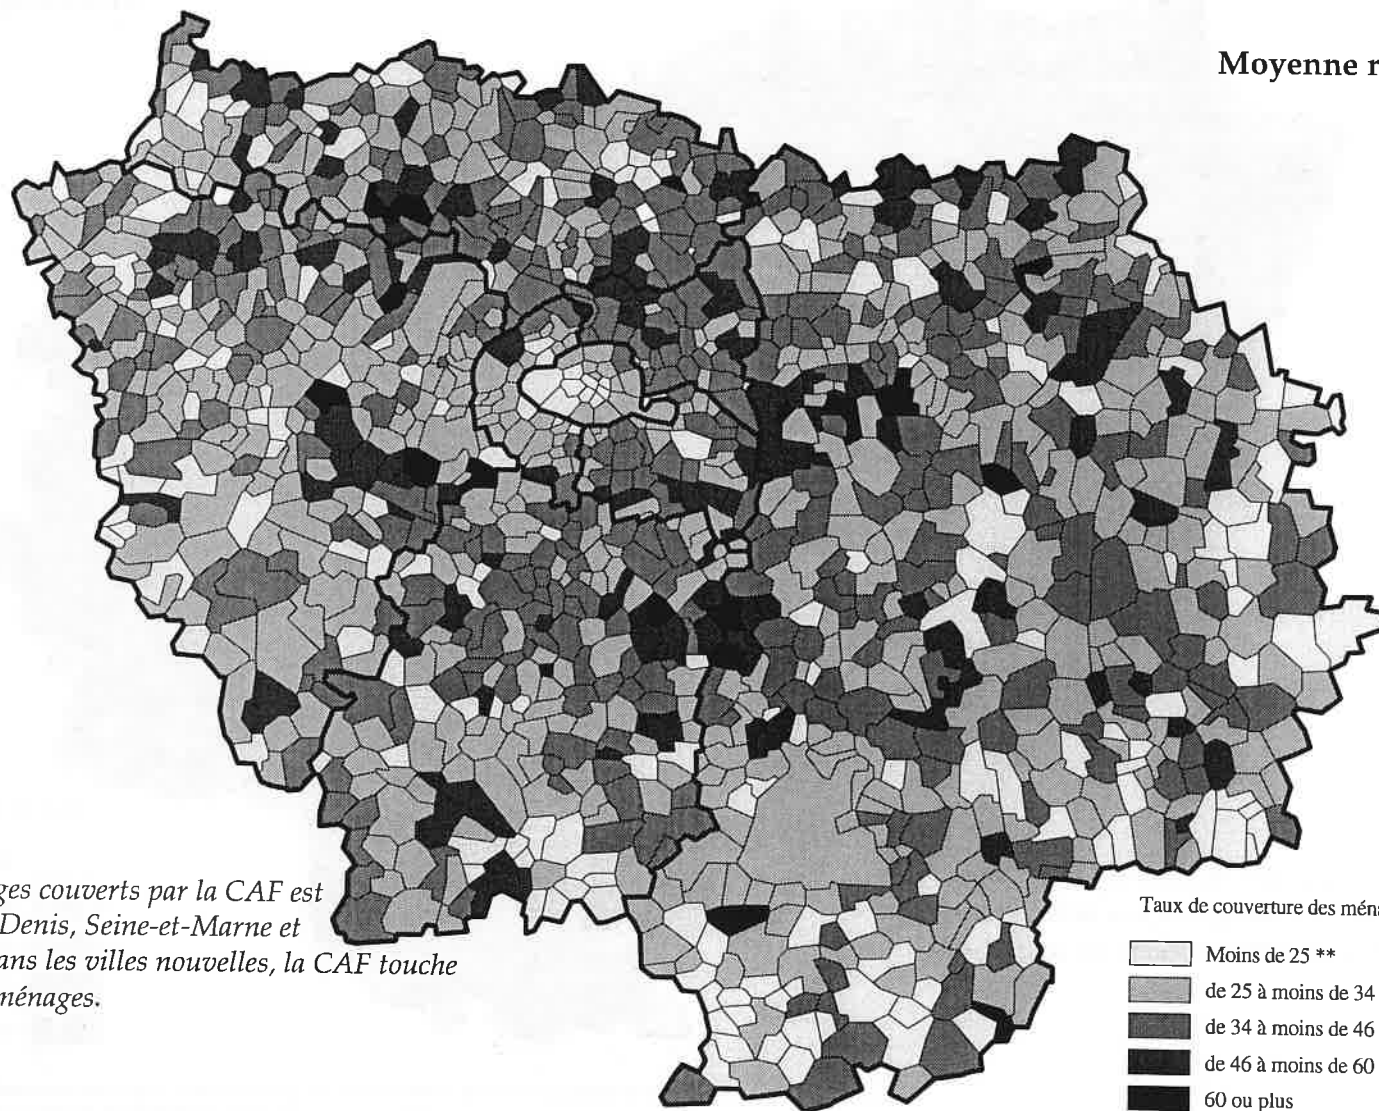 Moyenne r
ges couverts par la CAF est
Denis, Seine-et-Marne et
ans les villes nouvelles, la CAF touche
ménages.
Taux de couverture des mén
Moins de 25 **
de 25 à moins de 34
de 34 à moins de 46
de 46 à moins de 60
60 ou plus